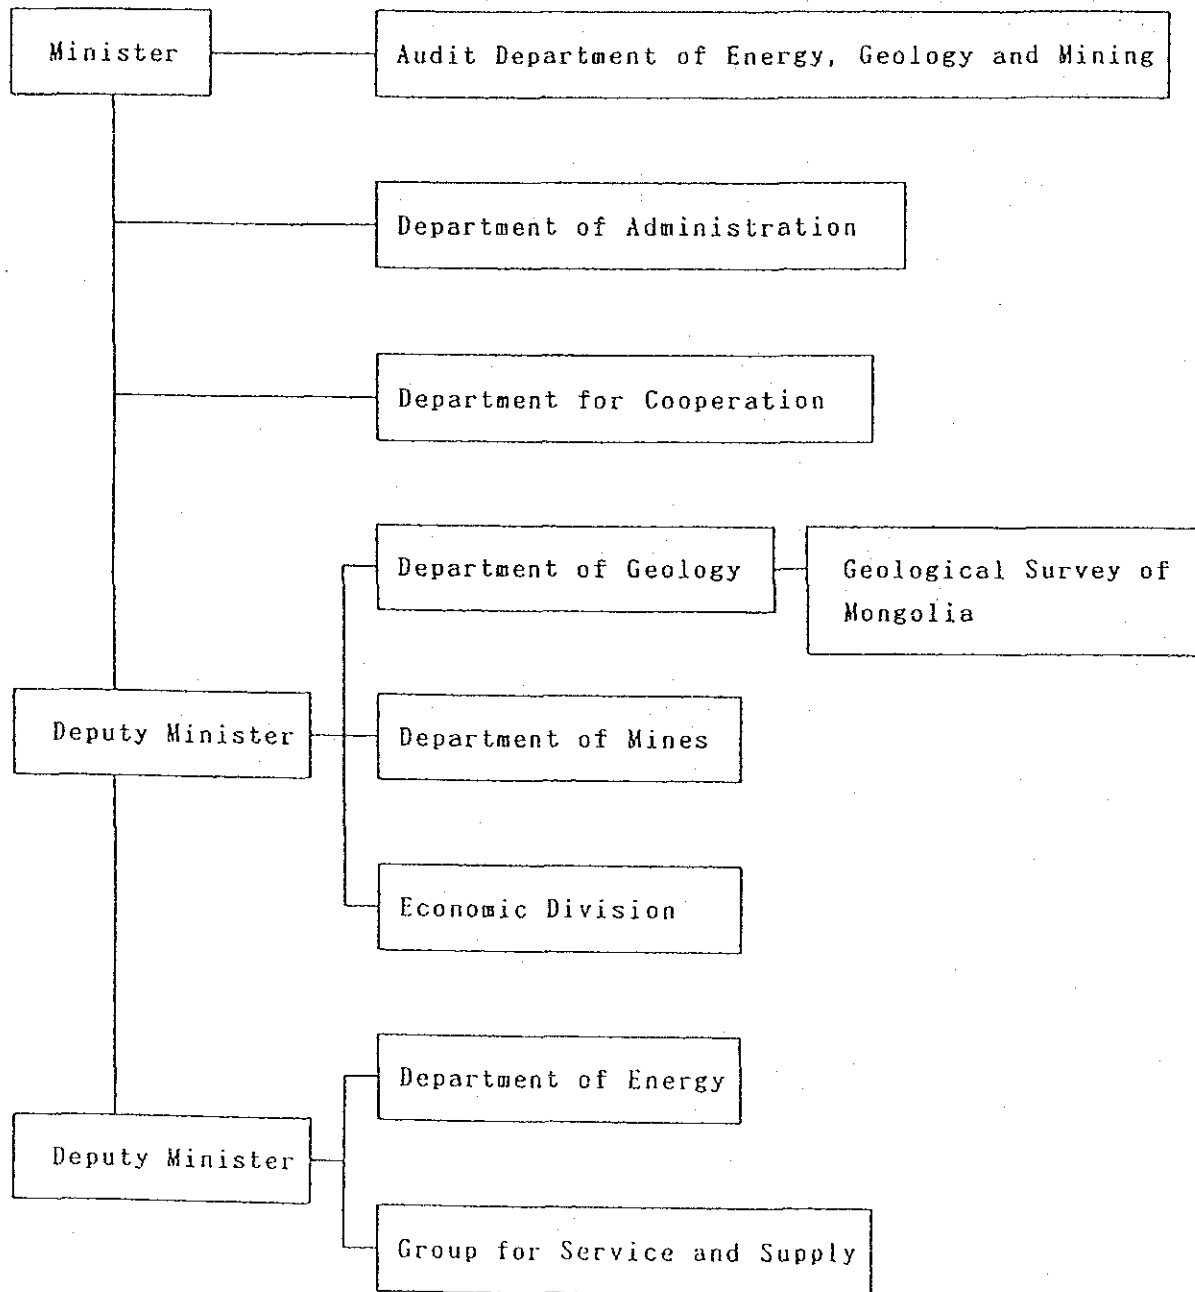 Minister
Audit Department of Energy, Geology and Mining
Department of Administration
Department for Cooperation
Department of Geology
Geological Survey of
Mongolia
Deputy Minister
Department of Mines
Economic Division
Department of Energy
Deputy Minister
Group for Service and Supply